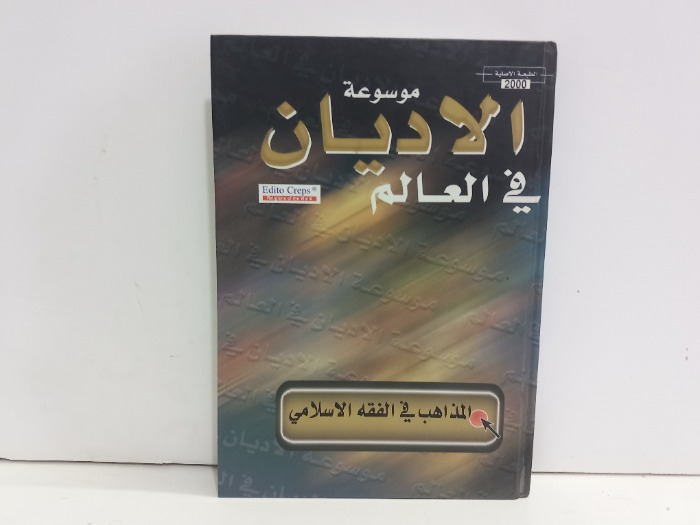 الطبعة الاصلية
2000
موسوعة
الاديان
في العالم
Edito Creps®
المذاهب في الفقه الاسلامي